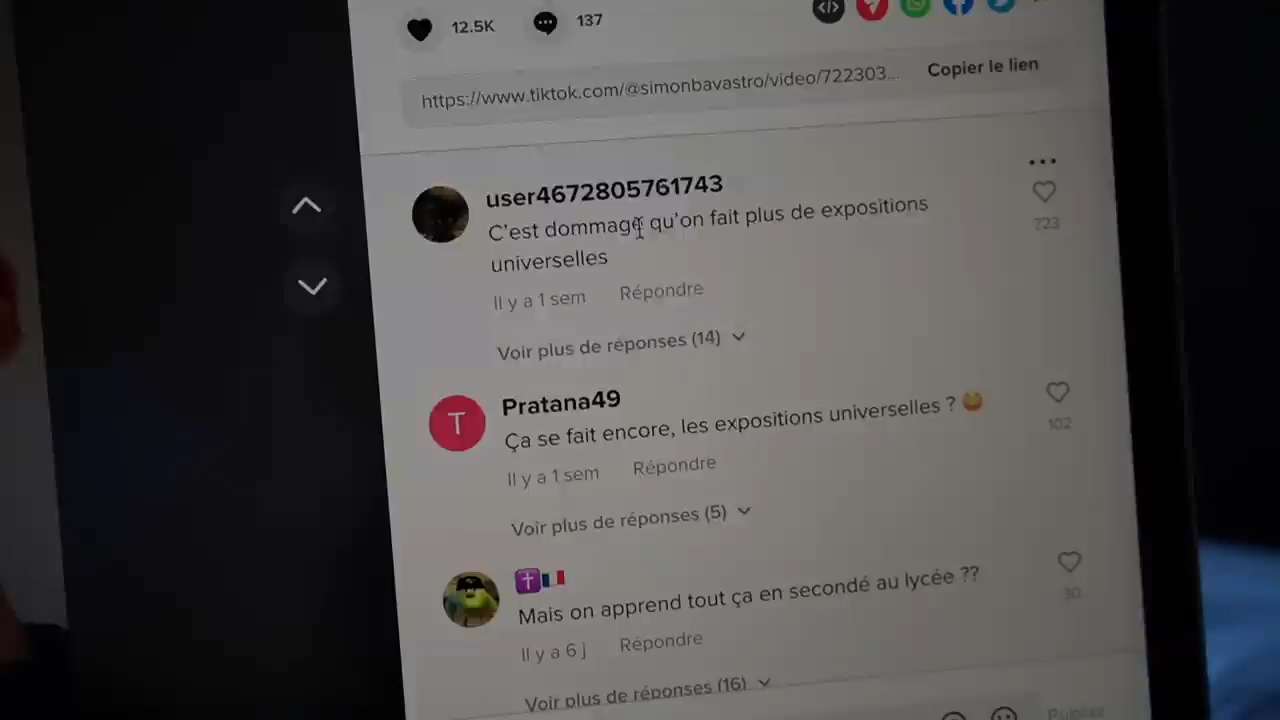 12.5K 137
https://www.tiktok.com/@simonbavastro/video/722303... Copier le lien
user4672805761743
C'est dommage qu'on fait plus de expositions
universelles
723
Il y a 1 sem Répondre
Voir plus de réponses (14)
Pratana49
T
Ça se fait encore, les expositions universelles ? 😄
102
Il y a 1 sem Répondre
Voir plus de réponses (5)
✝️🇫🇷
Mais on apprend tout ça en secondé au lycée ??
30
Il y a 6 j Répondre
Voir plus de réponses (16)
Publier